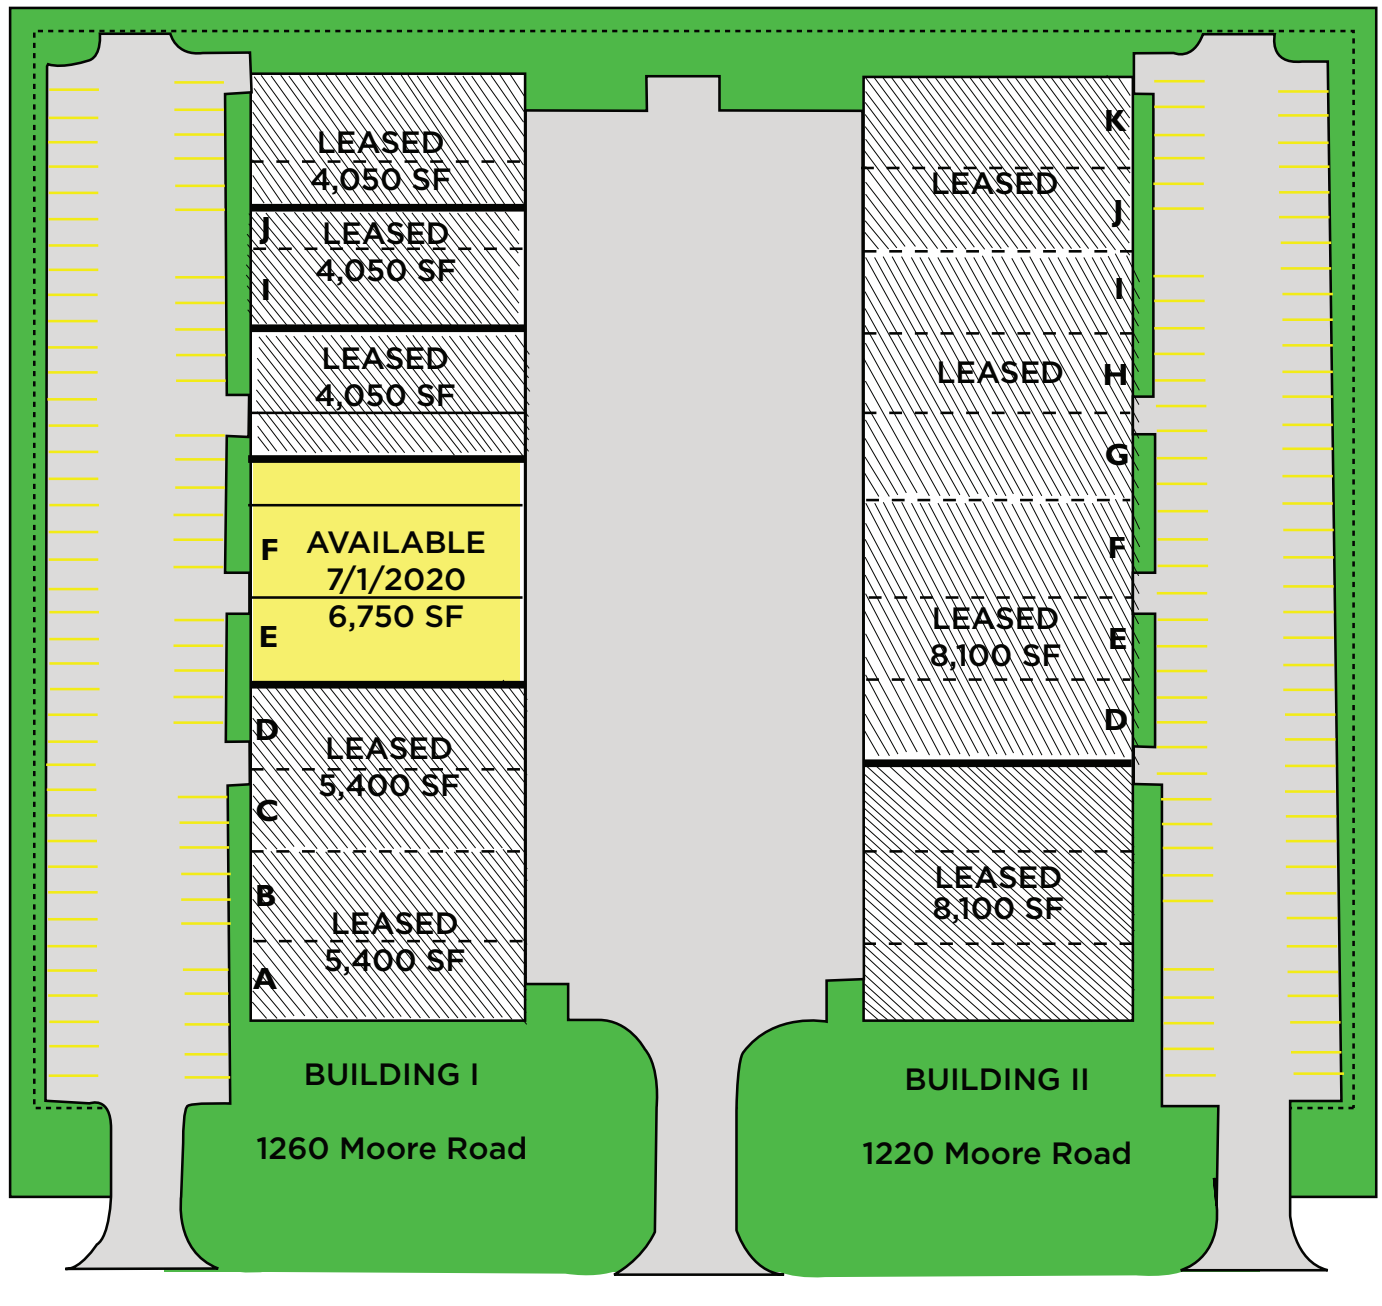 LEASED
4,050 SF
J LEASED
4,050 SF
I
LEASED
4,050 SF
F AVAILABLE
7/1/2020
6,750 SF
E
D
LEASED
5,400 SF
C
B
LEASED
5,400 SF
A
BUILDING I
1260 Moore Road
K
LEASED
J
I
LEASED H
G
F
LEASED
E
8,100 SF
D
LEASED
8,100 SF
BUILDING II
1220 Moore Road